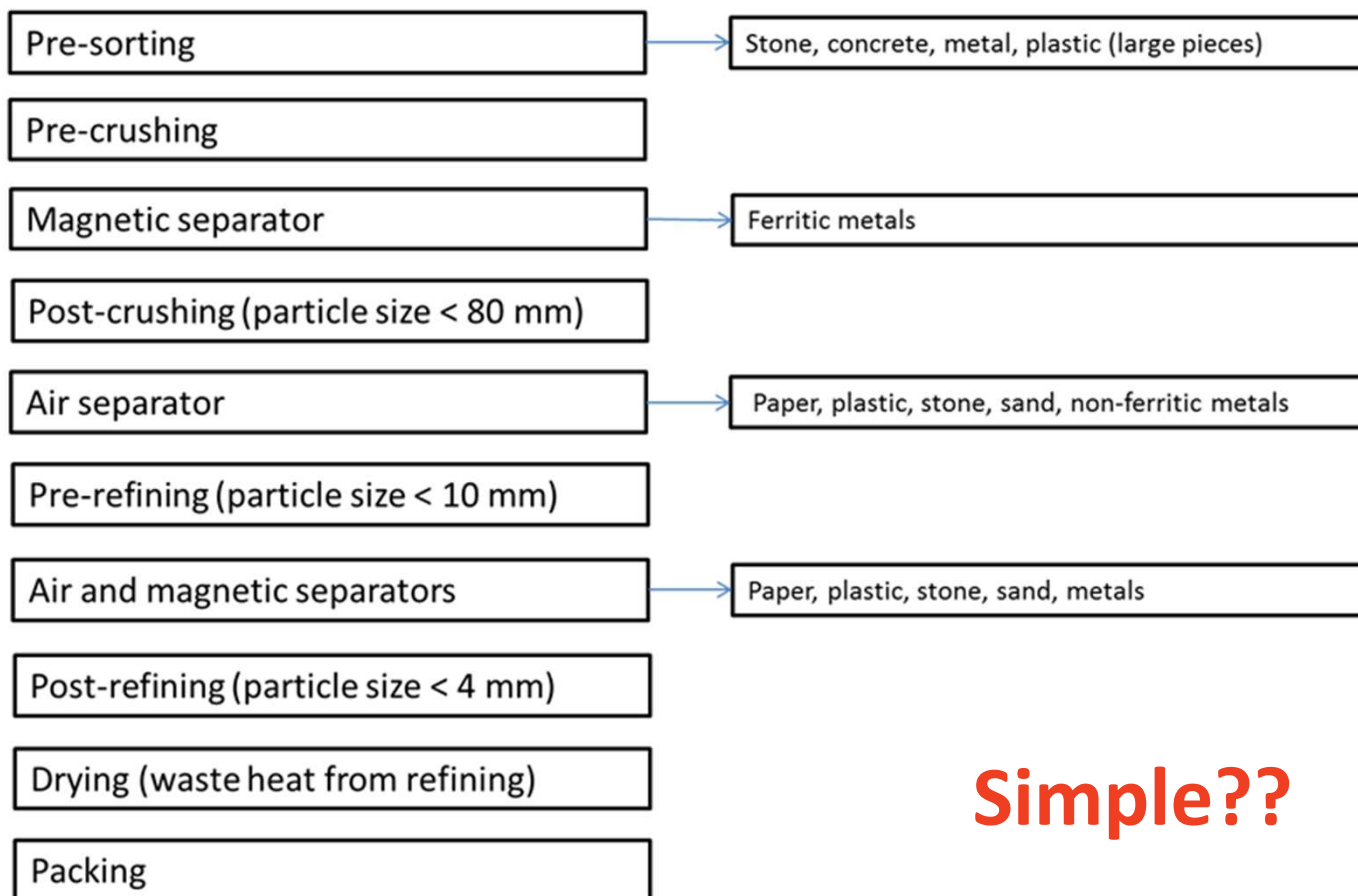 Pre-sorting
Stone, concrete, metal, plastic (large pieces)
Pre-crushing
Magnetic separator
Ferritic metals
Post-crushing (particle size < 80 mm)
Air separator
Paper, plastic, stone, sand, non-ferritic metals
Pre-refining (particle size < 10 mm)
Air and magnetic separators
Paper, plastic, stone, sand, metals
Post-refining (particle size < 4 mm)
Drying (waste heat from refining)
Simple??
Packing